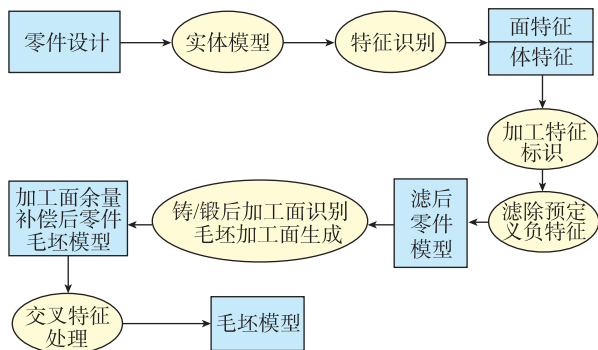 零件设计
实体模型
特征识别
面特征
体特征
加工特征
标识
滤除预定
义负特征
滤后
零件
模型
铸/锻后加工面识别
毛坯加工面生成
加工面余量
补偿后零件
毛坯模型
交叉特征
处理
毛坯模型